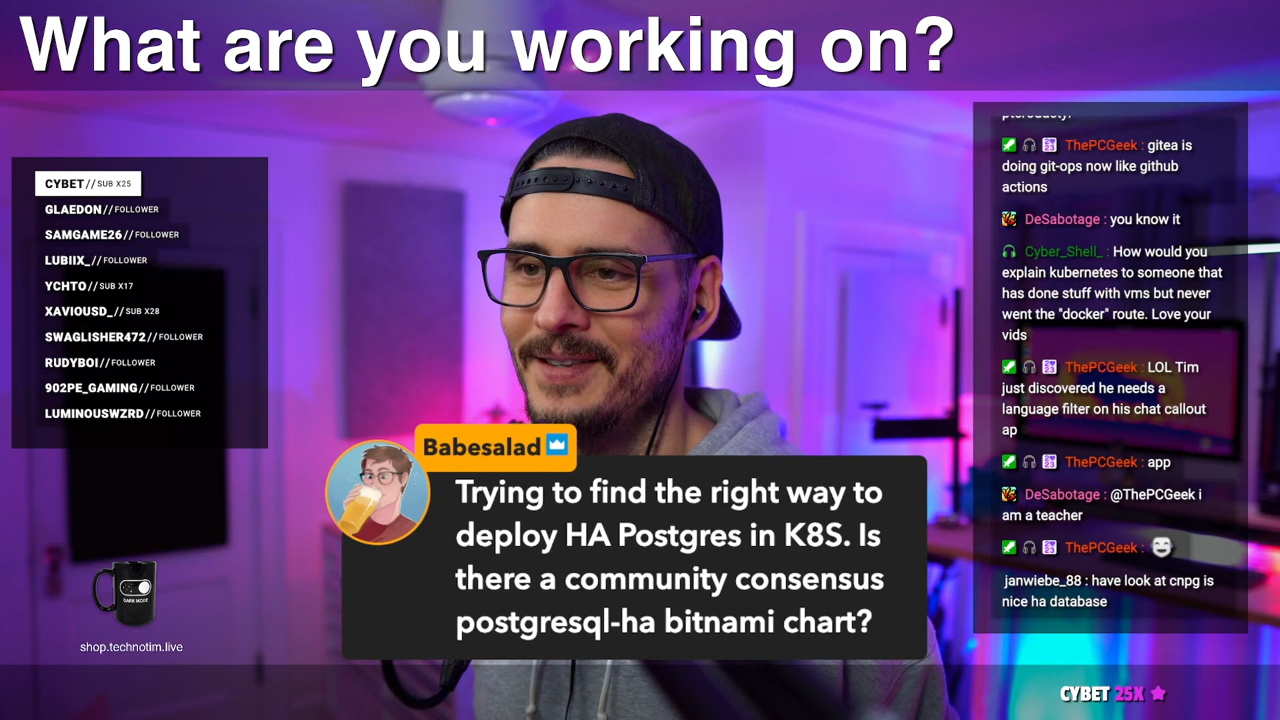 What are you working on?
CYBET//SUB X25
GLAEDON//FOLLOWER
SAMGAME26//FOLLOWER
LUBIIX_//FOLLOWER
YCHTO//SUB X17
XAVIOUSD_//SUB X28
SWAGLISHER472//FOLLOWER
RUDYBOI//FOLLOWER
902PE_GAMING//FOLLOWER
LUMINOUSWZRD//FOLLOWER
DARK MODE
shop.technotim.live
Babesalad
Trying to find the right way to
deploy HA Postgres in K8S. Is
there a community consensus
postgresql-ha bitnami chart?
ThePCGeek : gitea is
doing git-ops now like github
actions
DeSabotage : you know it
Cyber_Shell_ : How would you
explain kubernetes to someone that
has done stuff with vms but never
went the "docker" route. Love your
vids
ThePCGeek : LOL Tim
just discovered he needs a
language filter on his chat callout
ap
ThePCGeek : app
DeSabotage : @ThePCGeek i
am a teacher
ThePCGeek :
janwiebe_88 : have look at cnpg is
nice ha database
CYBET 25X